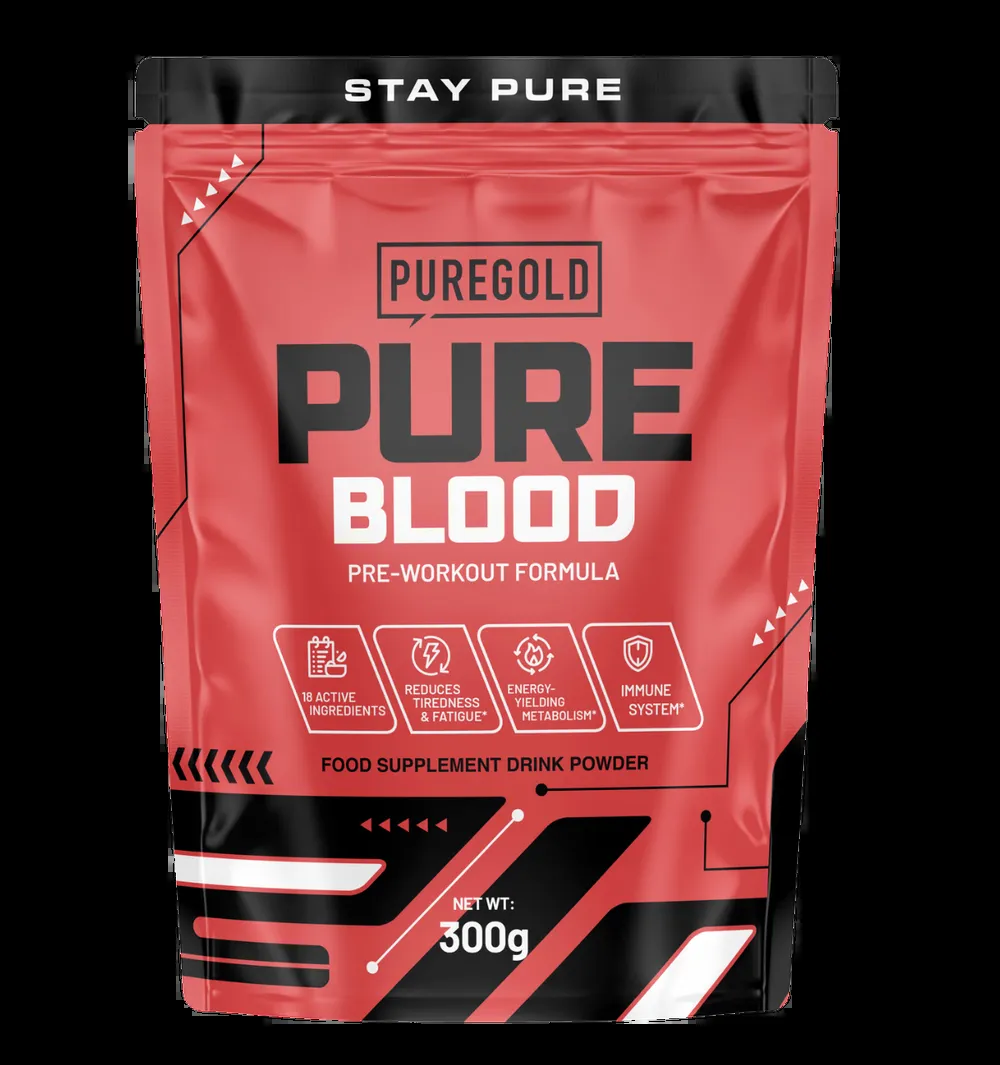 STAY PURE
PUREGOLD
PURE
BLOOD
PRE-WORKOUT FORMULA
18 ACTIVE
INGREDIENTS
REDUCES
TIREDNESS
& FATIGUE*
ENERGY-
YIELDING
METABOLISM*
IMMUNE
SYSTEM*
FOOD SUPPLEMENT DRINK POWDER
NET WT:
300g